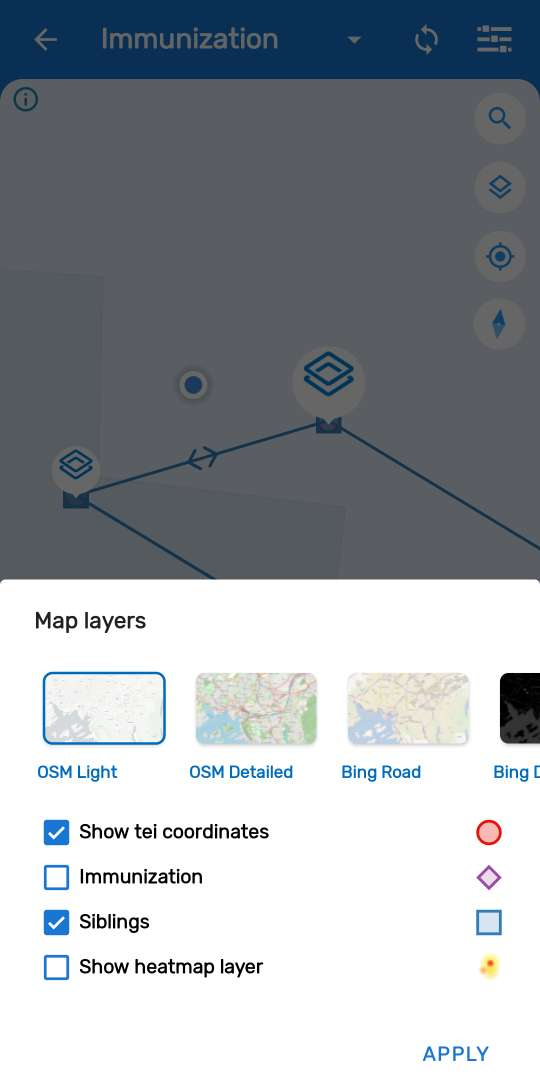 Immunization
Map layers
OSM Light
OSM Detailed
Bing Road
Bing D
Show tei coordinates
Immunization
Siblings
Show heatmap layer
APPLY